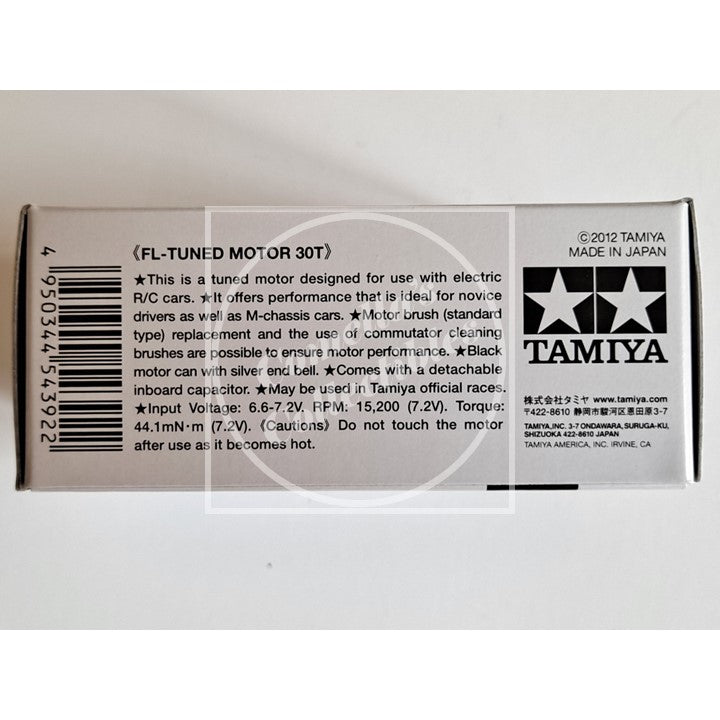 4 950344 543922
《FL-TUNED MOTOR 30T》
★This is a tuned motor designed for use with electric
R/C cars. ★It offers performance that is ideal for novice
drivers as well as M-chassis cars. ★Motor brush (standard
type) replacement and the use of commutator cleaning
brushes are possible to ensure motor performance. ★Black
motor can with silver end bell. ★Comes with a detachable
inboard capacitor. ★May be used in Tamiya official races.
★Input Voltage: 6.6-7.2V, RPM: 15,200 (7.2V). Torque:
44.1mN·m (7.2V). 《Cautions》 Do not touch the motor
after use as it becomes hot.
©2012 TAMIYA
MADE IN JAPAN
TAMIYA
株式会社タミヤ www.tamiya.com
〒422-8610 静岡市駿河区恩田原3-7
TAMIYA,INC. 3-7 ONDAWARA, SURUGA-KU,
SHIZUOKA 422-8610 JAPAN
TAMIYA AMERICA, INC. IRVINE, CA